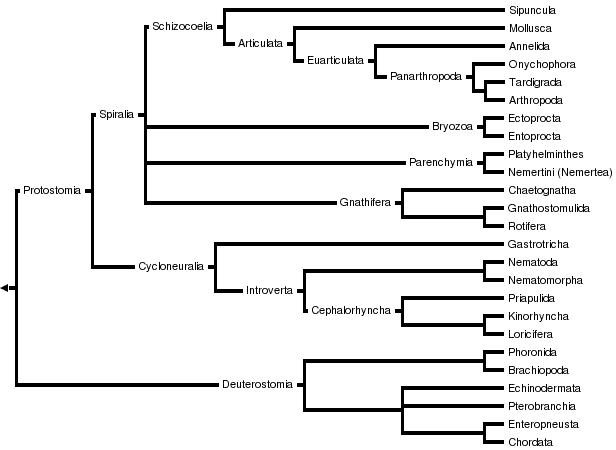 Sipuncula
Schizocoelia
Mollusca
Articulata
Annelida
Euarticulata
Onychophora
Panarthropoda
Tardigrada
Arthropoda
Spiralia
Ectoprocta
Bryozoa
Entoprocta
Platyhelminthes
Parenchymia
Nemertini (Nemertea)
Protostomia
Chaetognatha
Gnathifera
Gnathostomulida
Rotifera
Gastrotricha
Cycloneuralia
Nematoda
Nematomorpha
Introverta
Priapulida
Cephalorhyncha
Kinorhyncha
Loricifera
Phoronida
Brachiopoda
Deuterostomia
Echinodermata
Pterobranchia
Enteropneusta
Chordata